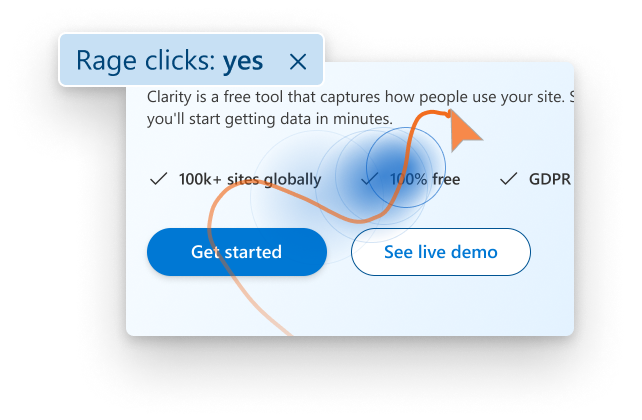 Rage clicks: yes
Clarity is a free tool that captures how people use your site. S
you'll start getting data in minutes.
100k+ sites globally 100% free GDPR
Get started See live demo